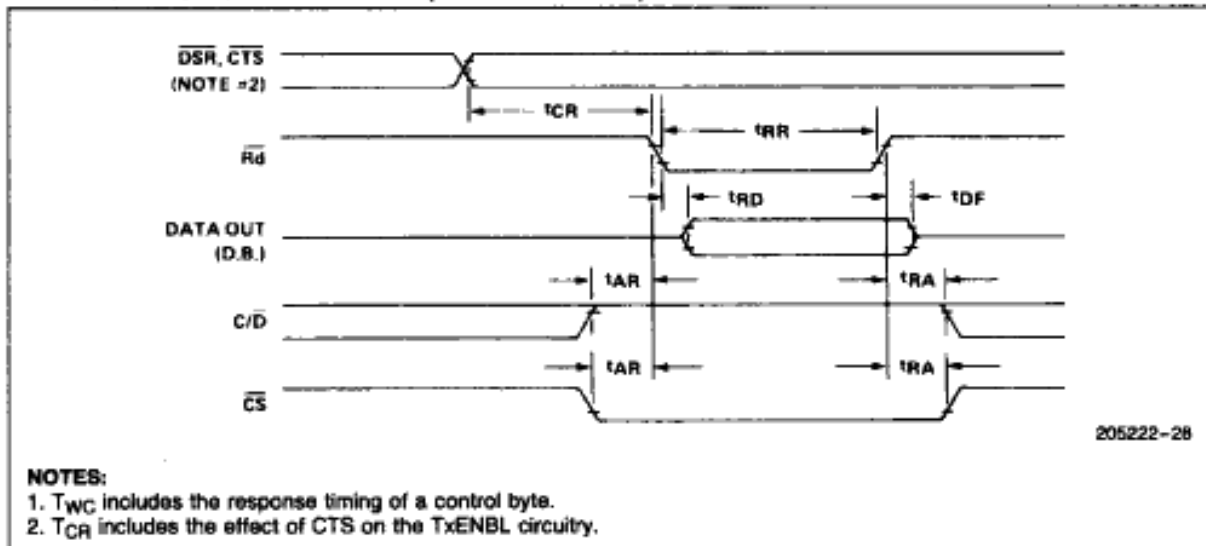 DSR, CTS
(NOTE #2)
tCR
tRR
Rd
tRD
tDF
DATA OUT
(D.B.)
tAR
tRA
C/D
tAR
tRA
CS
205222-28
NOTES:
1. TWC includes the response timing of a control byte.
2. TCR includes the effect of CTS on the TxENBL circuitry.